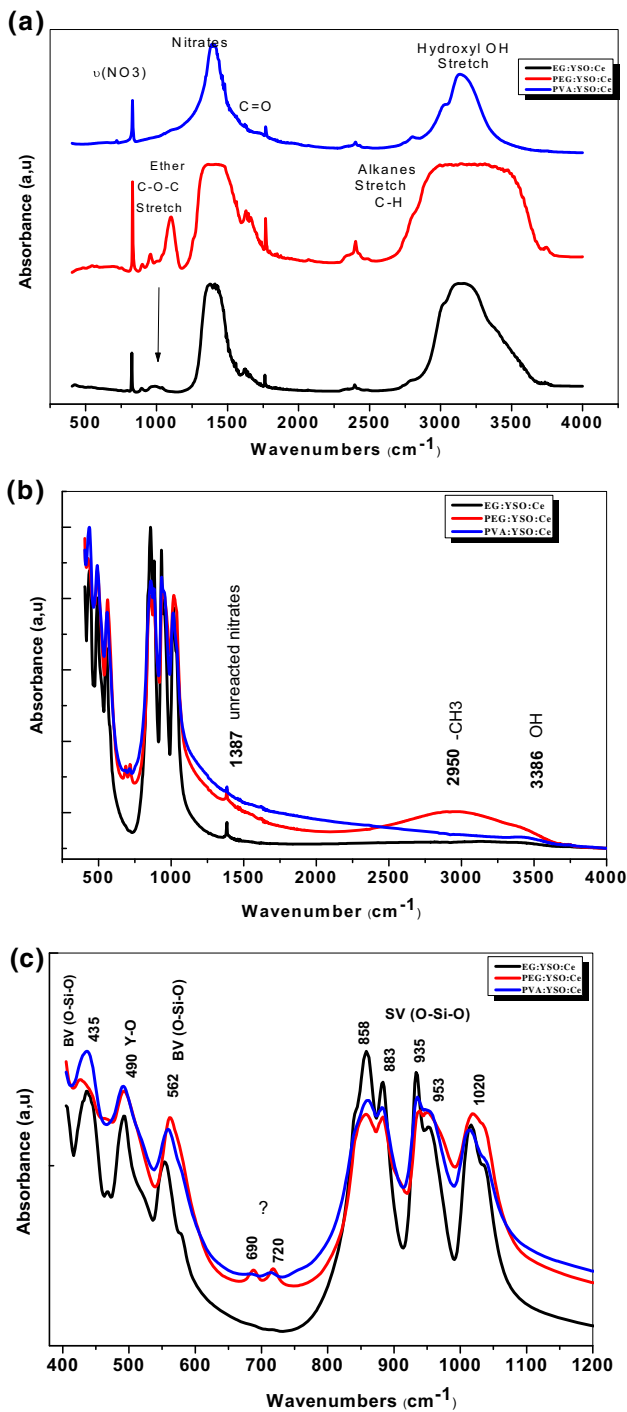 (a)
υ(NO3)
Nitrates
C=O
Hydroxyl OH
Stretch
EG:YSO:Ce
PEG:YSO:Ce
PVA:YSO:Ce
Ether
C-O-C
Stretch
Alkanes
Stretch
C-H
Absorbance (a,u)
500 1000 1500 2000 2500 3000 3500 4000
Wavenumbers (cm-1)
(b)
EG:YSO:Ce
PEG:YSO:Ce
PVA:YSO:Ce
Absorbance (a,u)
1387 unreacted nitrates
2950 -CH3
3386 OH
500 1000 1500 2000 2500 3000 3500 4000
Wavenumber (cm-1)
(c)
EG:YSO:Ce
PEG:YSO:Ce
PVA:YSO:Ce
BV (O-Si-O)
435
490 Y-O
562
BV (O-Si-O)
SV (O-Si-O)
858
883
935
953
1020
?
690
720
Absorbance (a,u)
400 500 600 700 800 900 1000 1100 1200
Wavenumbers (cm-1)